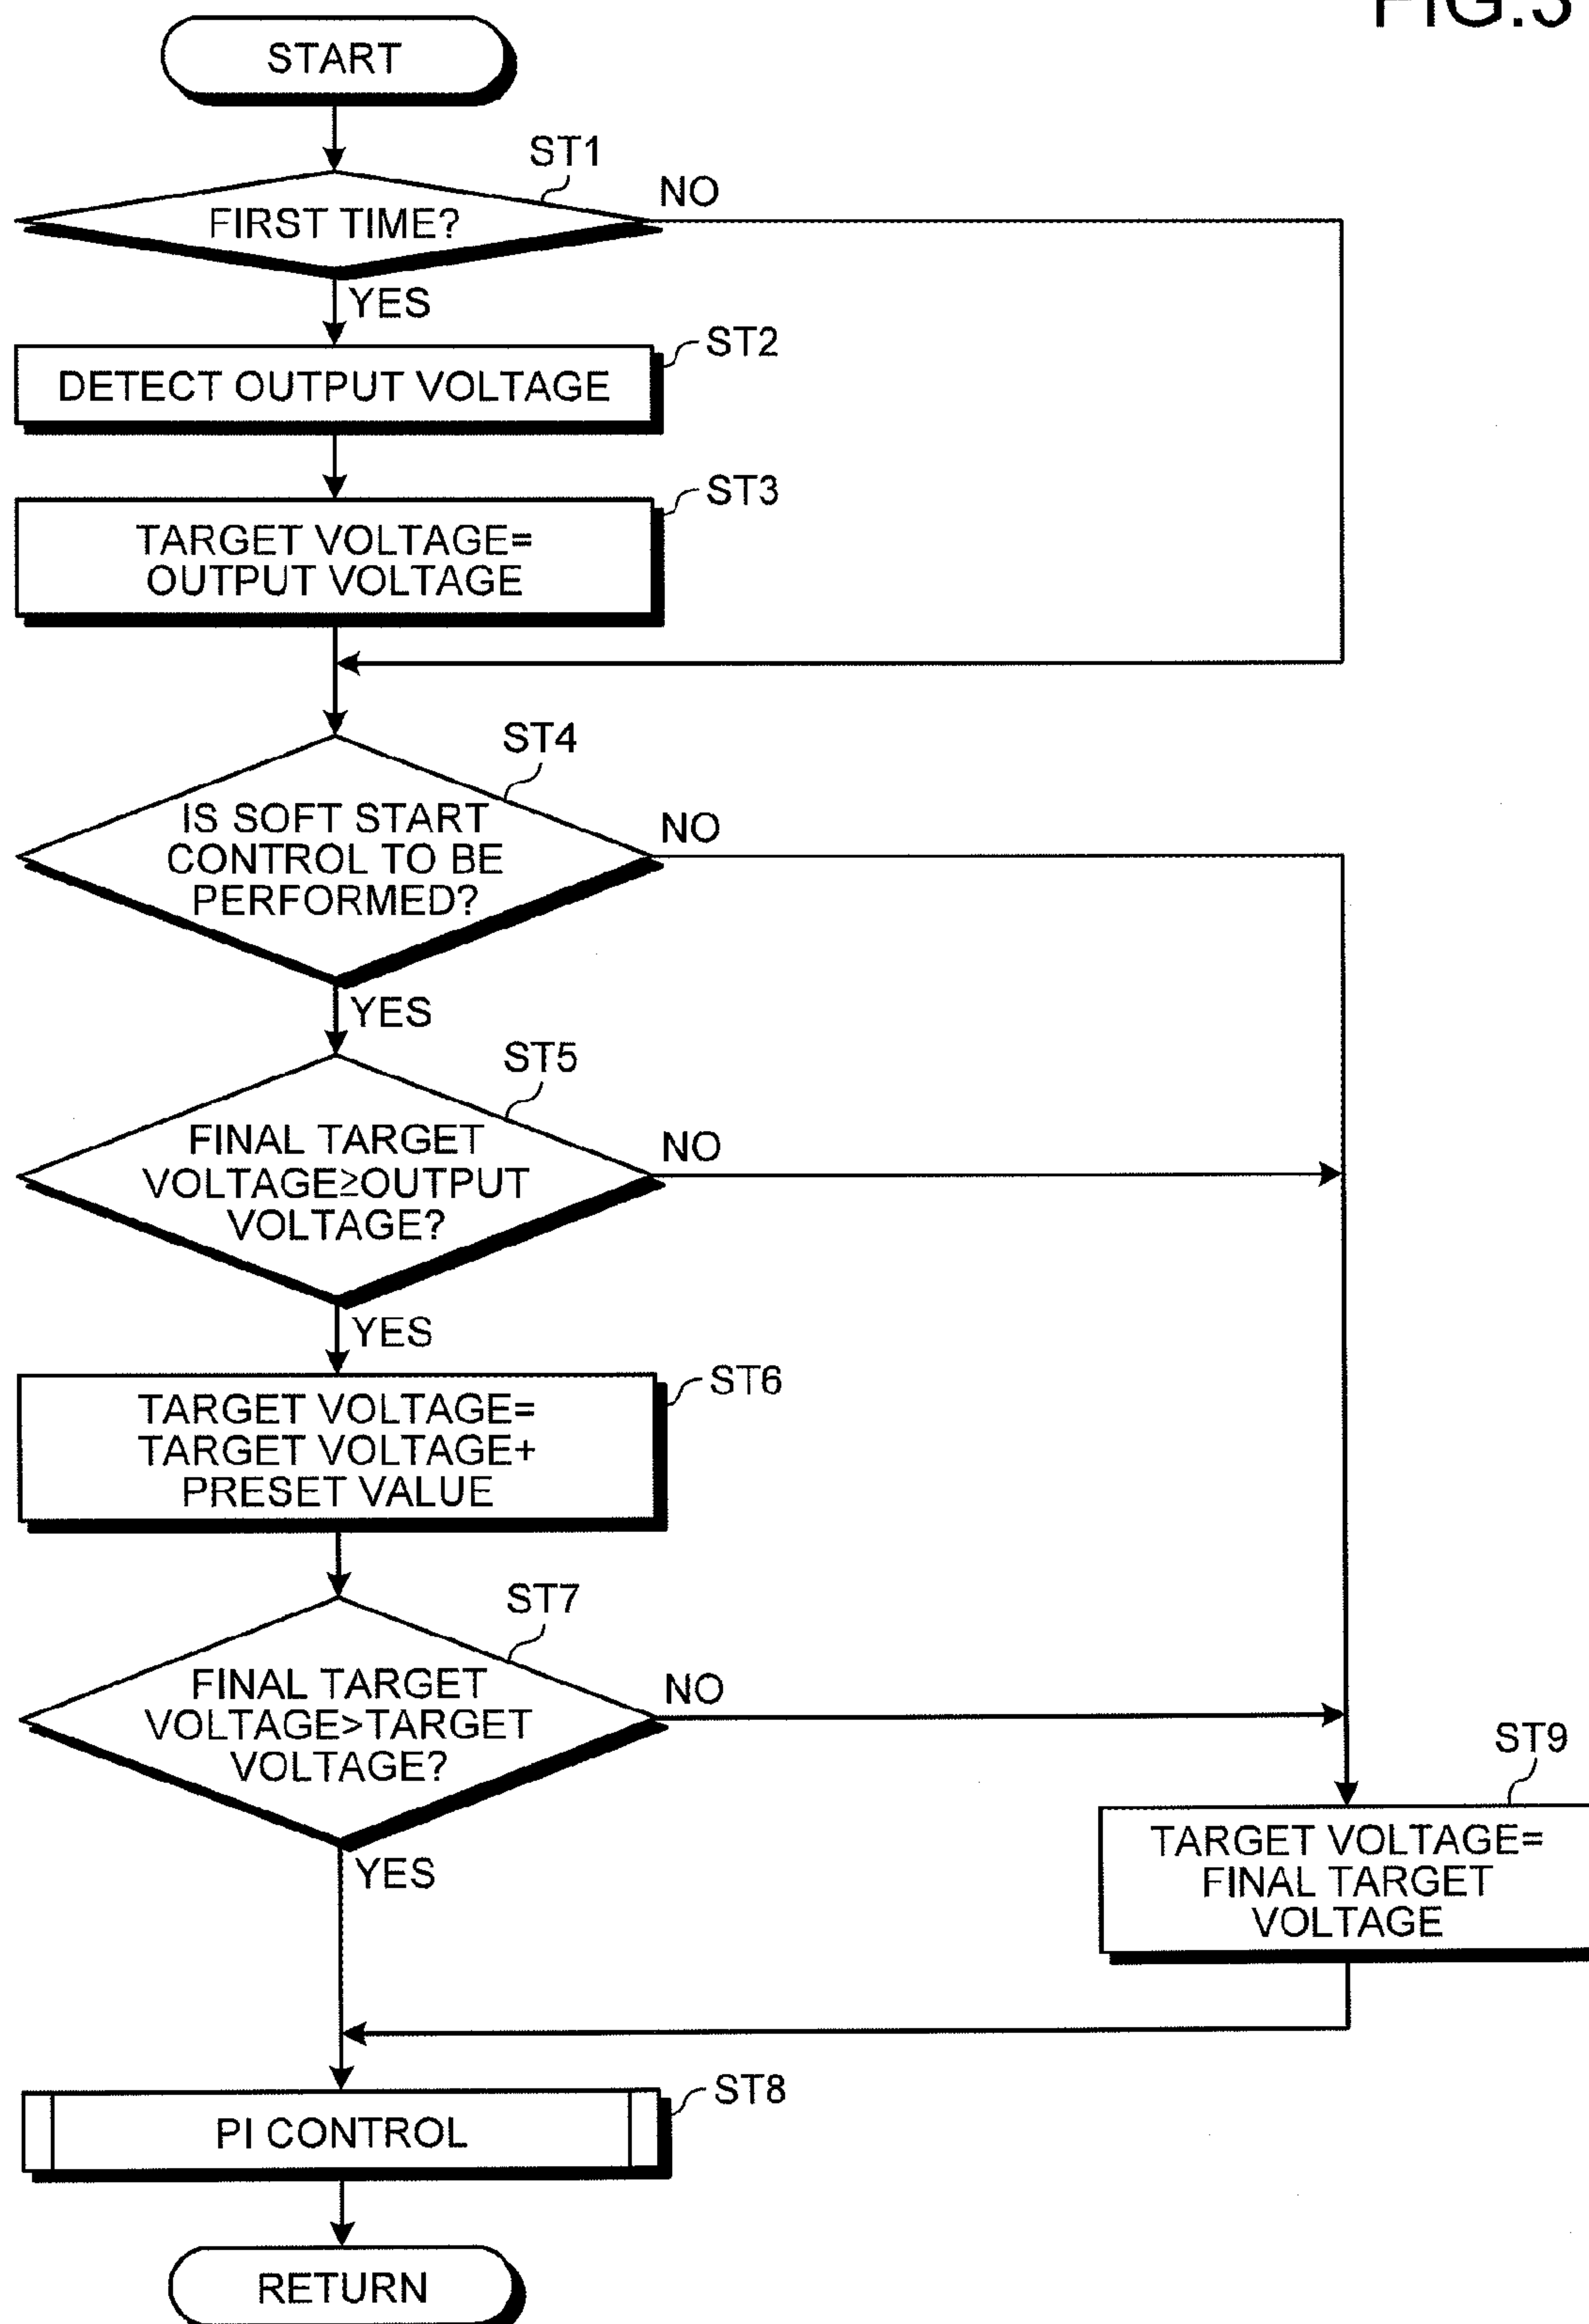 FIG.3
START
ST1
FIRST TIME?
NO
YES
ST2
DETECT OUTPUT VOLTAGE
ST3
TARGET VOLTAGE=
OUTPUT VOLTAGE
ST4
IS SOFT START
CONTROL TO BE
PERFORMED?
NO
YES
ST5
FINAL TARGET
VOLTAGE≥OUTPUT
VOLTAGE?
NO
YES
ST6
TARGET VOLTAGE=
TARGET VOLTAGE+
PRESET VALUE
ST7
FINAL TARGET
VOLTAGE>TARGET
VOLTAGE?
NO
YES
ST9
TARGET VOLTAGE=
FINAL TARGET
VOLTAGE
ST8
PI CONTROL
RETURN